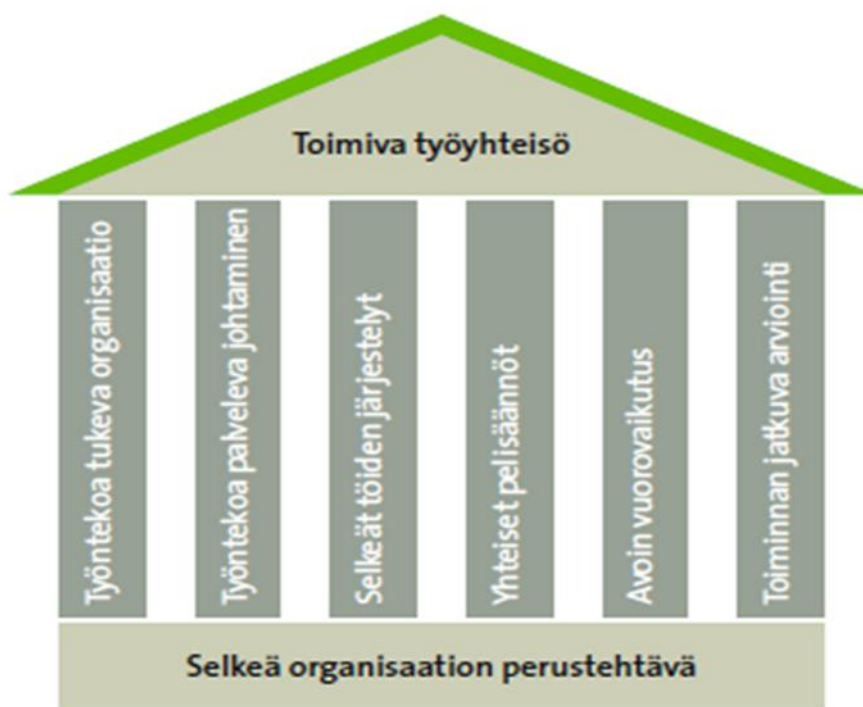 Toimiva työyhteisö
Työntekoa tukeva organisaatio
Työntekoa palveleva johtaminen
Selkeät töiden järjestelyt
Yhteiset pelisäännöt
Avoin vuorovaikutus
Toiminnan jatkuva arviointi
Selkeä organisaation perustehtävä